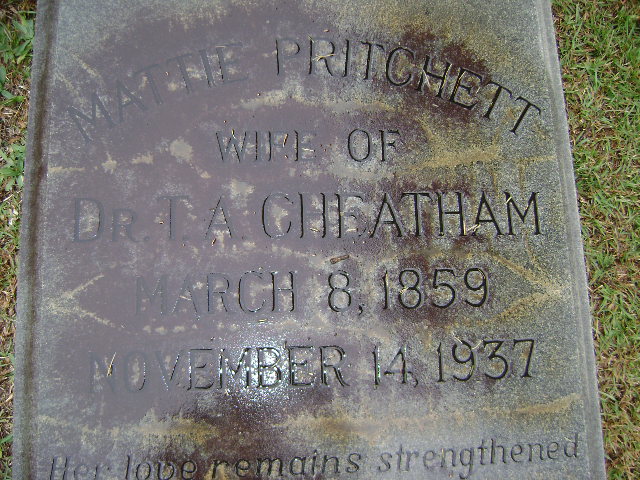 MATTIE PRITCHETT
WIFE OF
DR. T. A. CHEATHAM
MARCH 8, 1859
NOVEMBER 14, 1937
Her love remains strengthened